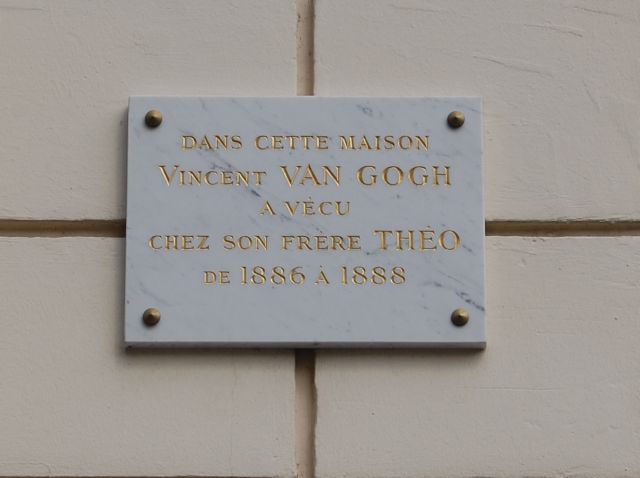 DANS CETTE MAISON
VINCENT VAN GOGH
A VÉCU
CHEZ SON FRÈRE THÉO
DE 1886 À 1888